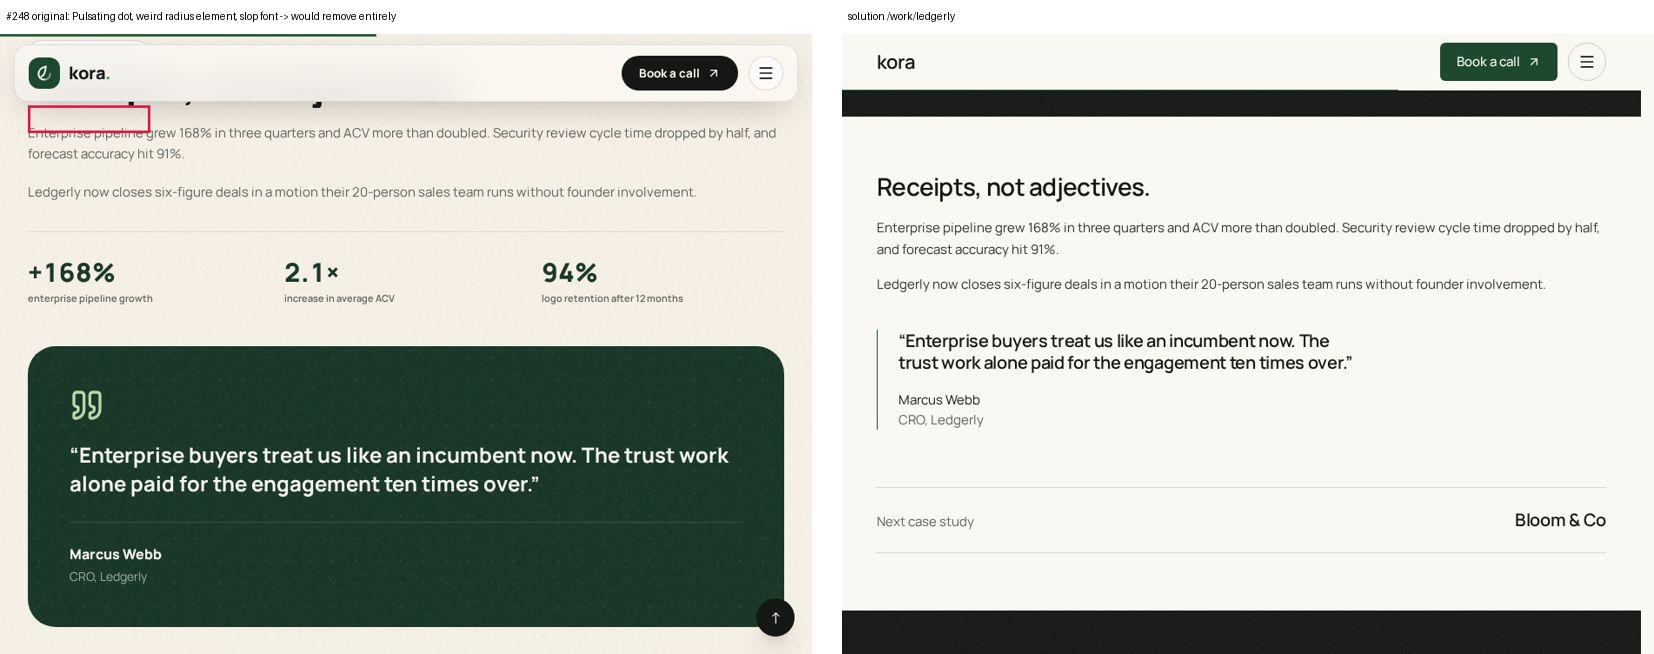 #248 original: Pulsating dot, weird radius element, slop font -> would remove entirely
kora.
Book a call
Enterprise pipeline grew 168% in three quarters and ACV more than doubled. Security review cycle time dropped by half, and
forecast accuracy hit 91%.
Ledgerly now closes six-figure deals in a motion their 20-person sales team runs without founder involvement.
+168%
enterprise pipeline growth
2.1×
increase in average ACV
94%
logo retention after 12 months
“Enterprise buyers treat us like an incumbent now. The trust work
alone paid for the engagement ten times over.”
Marcus Webb
CRO, Ledgerly
solution /work/ledgerly
kora
Book a call
Receipts, not adjectives.
Enterprise pipeline grew 168% in three quarters and ACV more than doubled. Security review cycle time dropped by half,
and forecast accuracy hit 91%.
Ledgerly now closes six-figure deals in a motion their 20-person sales team runs without founder involvement.
“Enterprise buyers treat us like an incumbent now. The
trust work alone paid for the engagement ten times over.”
Marcus Webb
CRO, Ledgerly
Next case study
Bloom & Co